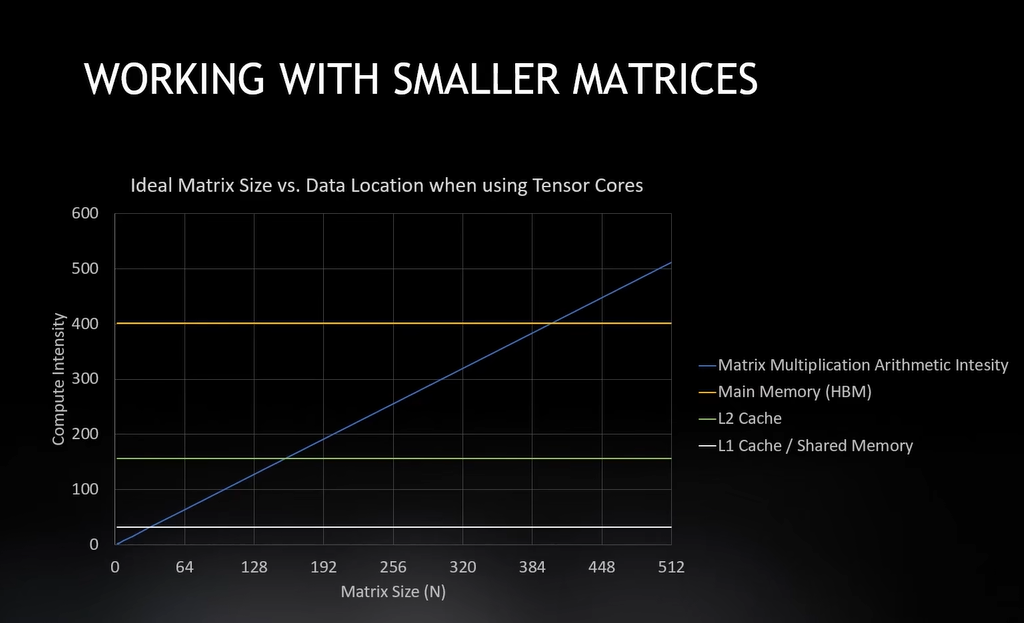 WORKING WITH SMALLER MATRICES
Ideal Matrix Size vs. Data Location when using Tensor Cores
600
500
400
300
200
100
0
Compute Intensity
0 64 128 192 256 320 384 448 512
Matrix Size (N)
Matrix Multiplication Arithmetic Intesity
Main Memory (HBM)
L2 Cache
L1 Cache / Shared Memory